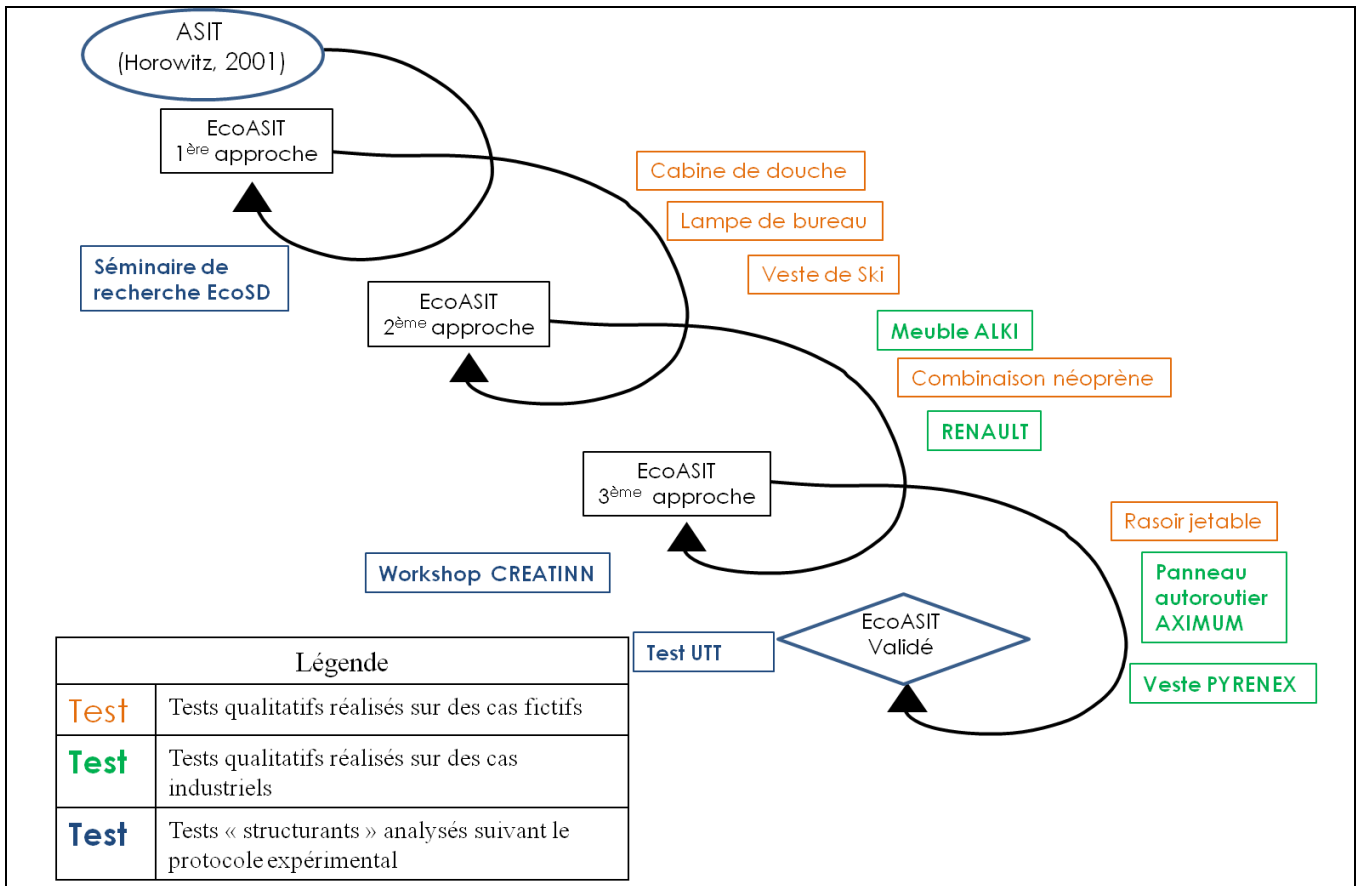 ASIT
(Horowitz, 2001)
EcoASIT
1ère approche
Séminaire de
recherche EcoSD
Cabine de douche
Lampe de bureau
Veste de Ski
EcoASIT
2ème approche
Meuble ALKI
Combinaison néoprène
RENAULT
EcoASIT
3ème approche
Workshop CREATINN
Rasoir jetable
Panneau
autoroutier
AXIMUM
Veste PYRENEX
EcoASIT
Validé
Test UTT
Légende
Test Tests qualitatifs réalisés sur des cas fictifs
Test Tests qualitatifs réalisés sur des cas
industriels
Test Tests « structurants » analysés suivant le
protocole expérimental